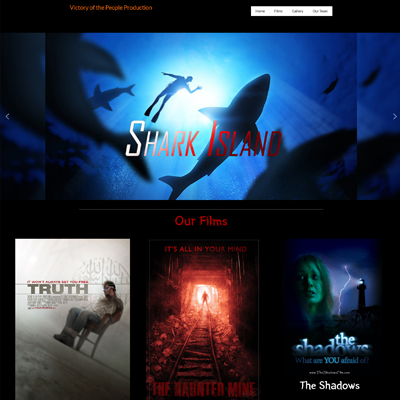 Victory of the People Production
Home
Films
Gallery
Our Team
SHARK ISLAND
Our Films
IT WON'T ALWAYS SET YOU FREE
TRUTH
IT'S ALL IN YOUR MIND
THE HAUNTED MINE
the
shadows
What are YOU afraid of?
The Shadows